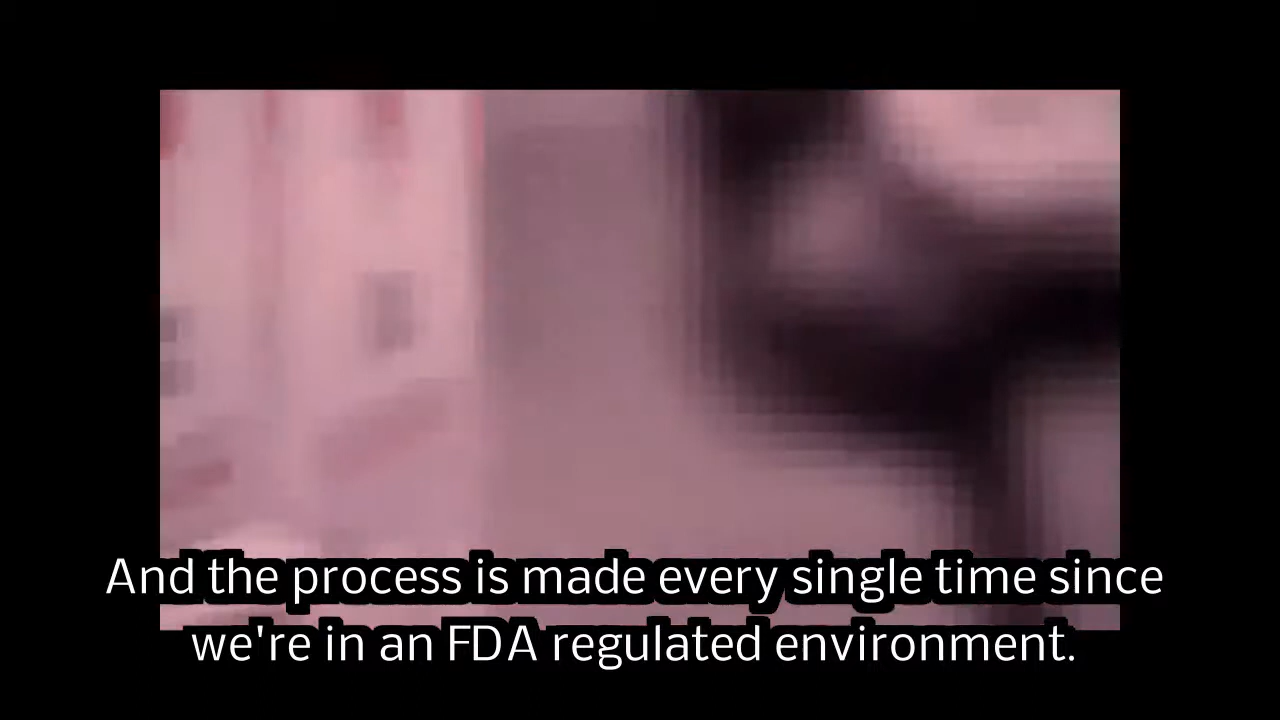 And the process is made every single time since
we're in an FDA regulated environment.